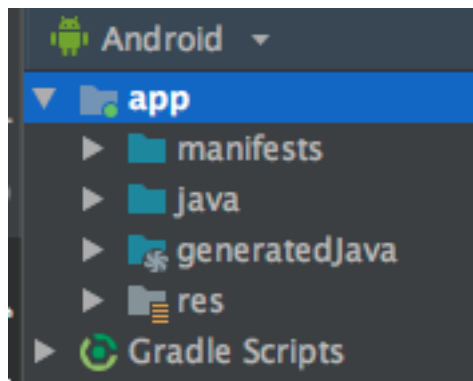 Android
app
manifests
java
generatedJava
res
Gradle Scripts